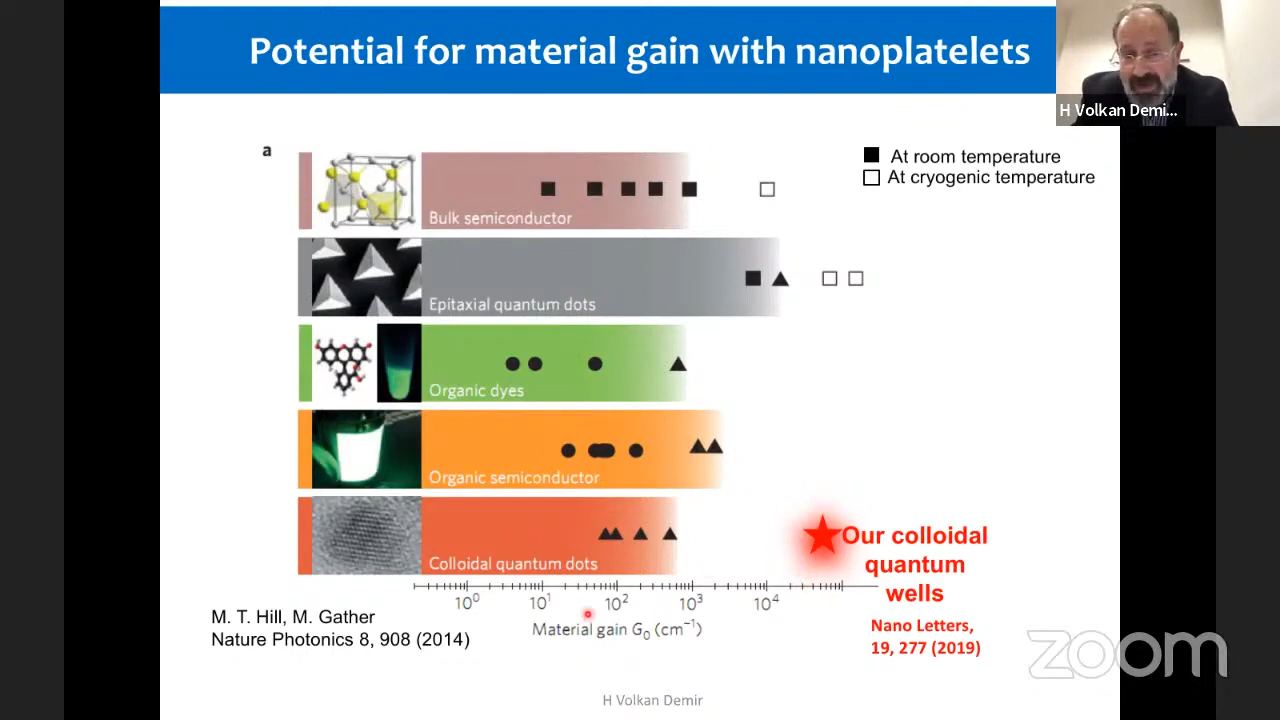 Potential for material gain with nanoplatelets
H Volkan Demi...
a
At room temperature
At cryogenic temperature
Bulk semiconductor
Epitaxial quantum dots
Organic dyes
Organic semiconductor
Colloidal quantum dots
Our colloidal
quantum
wells
10⁰ 10¹ 10² 10³ 10⁴
Material gain G₀ (cm⁻¹)
M. T. Hill, M. Gather
Nature Photonics 8, 908 (2014)
Nano Letters,
19, 277 (2019)
zoom
H Volkan Demir